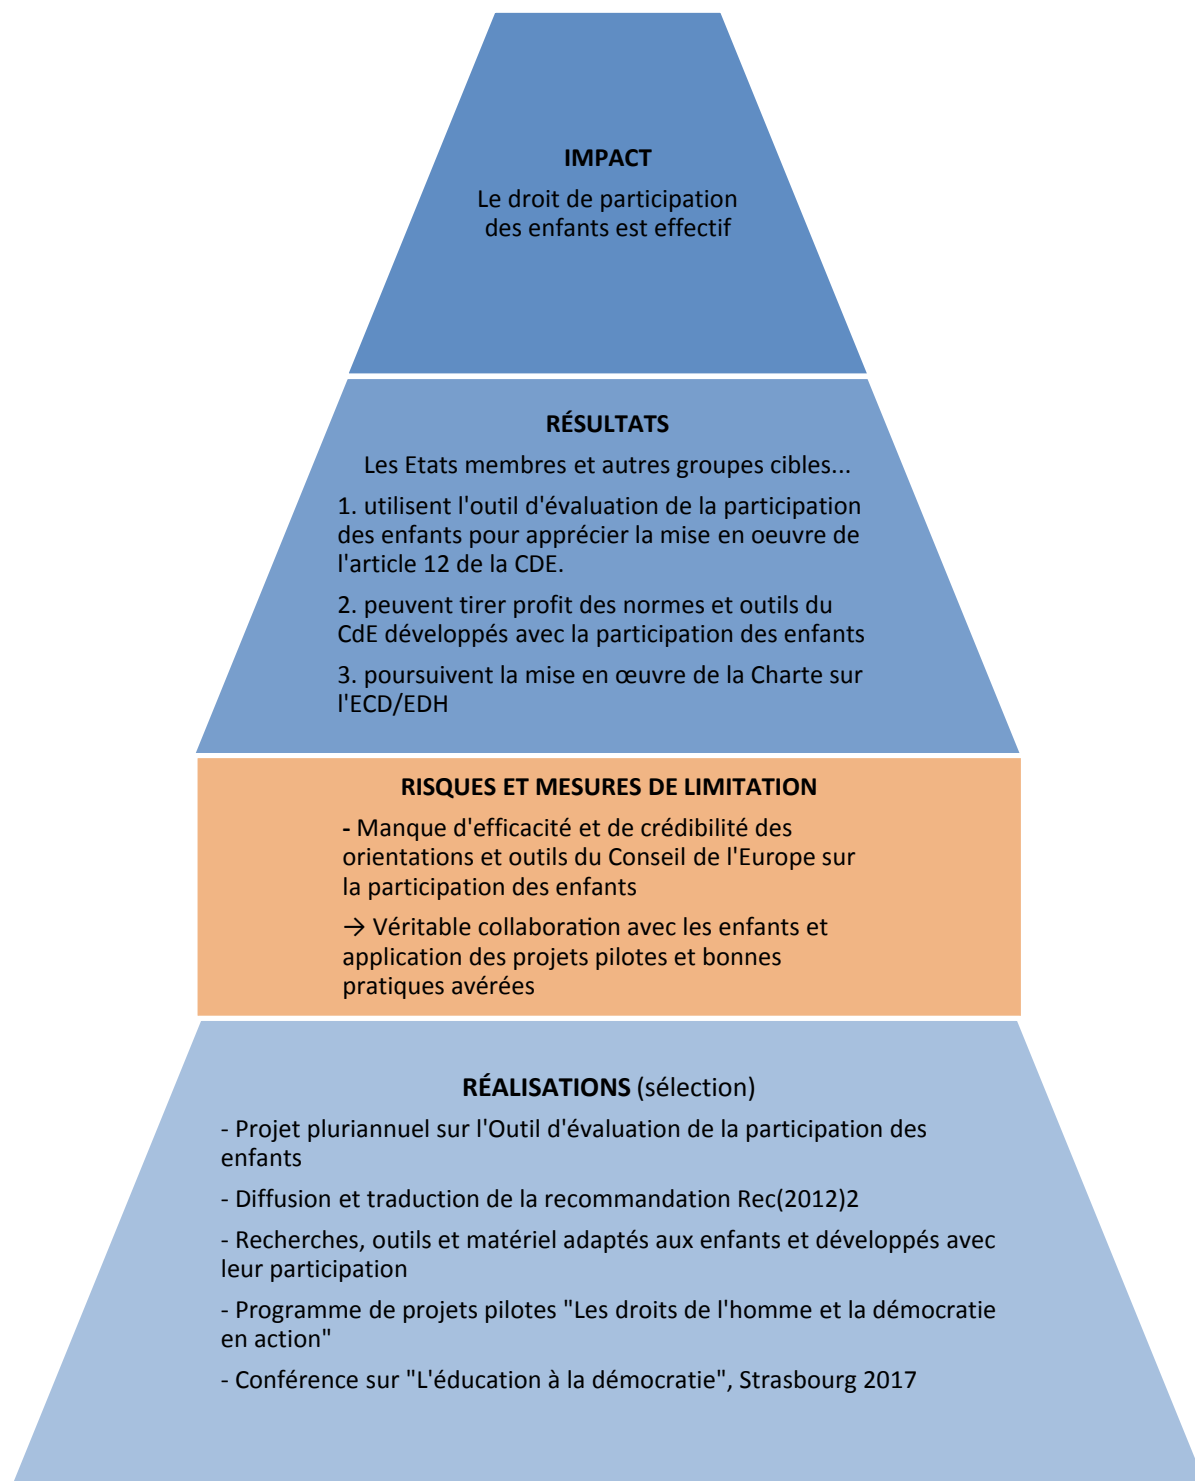 IMPACT
Le droit de participation
des enfants est effectif
RÉSULTATS
Les Etats membres et autres groupes cibles...
1. utilisent l'outil d'évaluation de la participation
des enfants pour apprécier la mise en oeuvre de
l'article 12 de la CDE.
2. peuvent tirer profit des normes et outils du
CdE développés avec la participation des enfants
3. poursuivent la mise en œuvre de la Charte sur
l'ECD/EDH
RISQUES ET MESURES DE LIMITATION
- Manque d'efficacité et de crédibilité des
orientations et outils du Conseil de l'Europe sur
la participation des enfants
→ Véritable collaboration avec les enfants et
application des projets pilotes et bonnes
pratiques avérées
RÉALISATIONS (sélection)
- Projet pluriannuel sur l'Outil d'évaluation de la participation des
enfants
- Diffusion et traduction de la recommandation Rec(2012)2
- Recherches, outils et matériel adaptés aux enfants et développés avec
leur participation
- Programme de projets pilotes "Les droits de l'homme et la démocratie
en action"
- Conférence sur "L'éducation à la démocratie", Strasbourg 2017